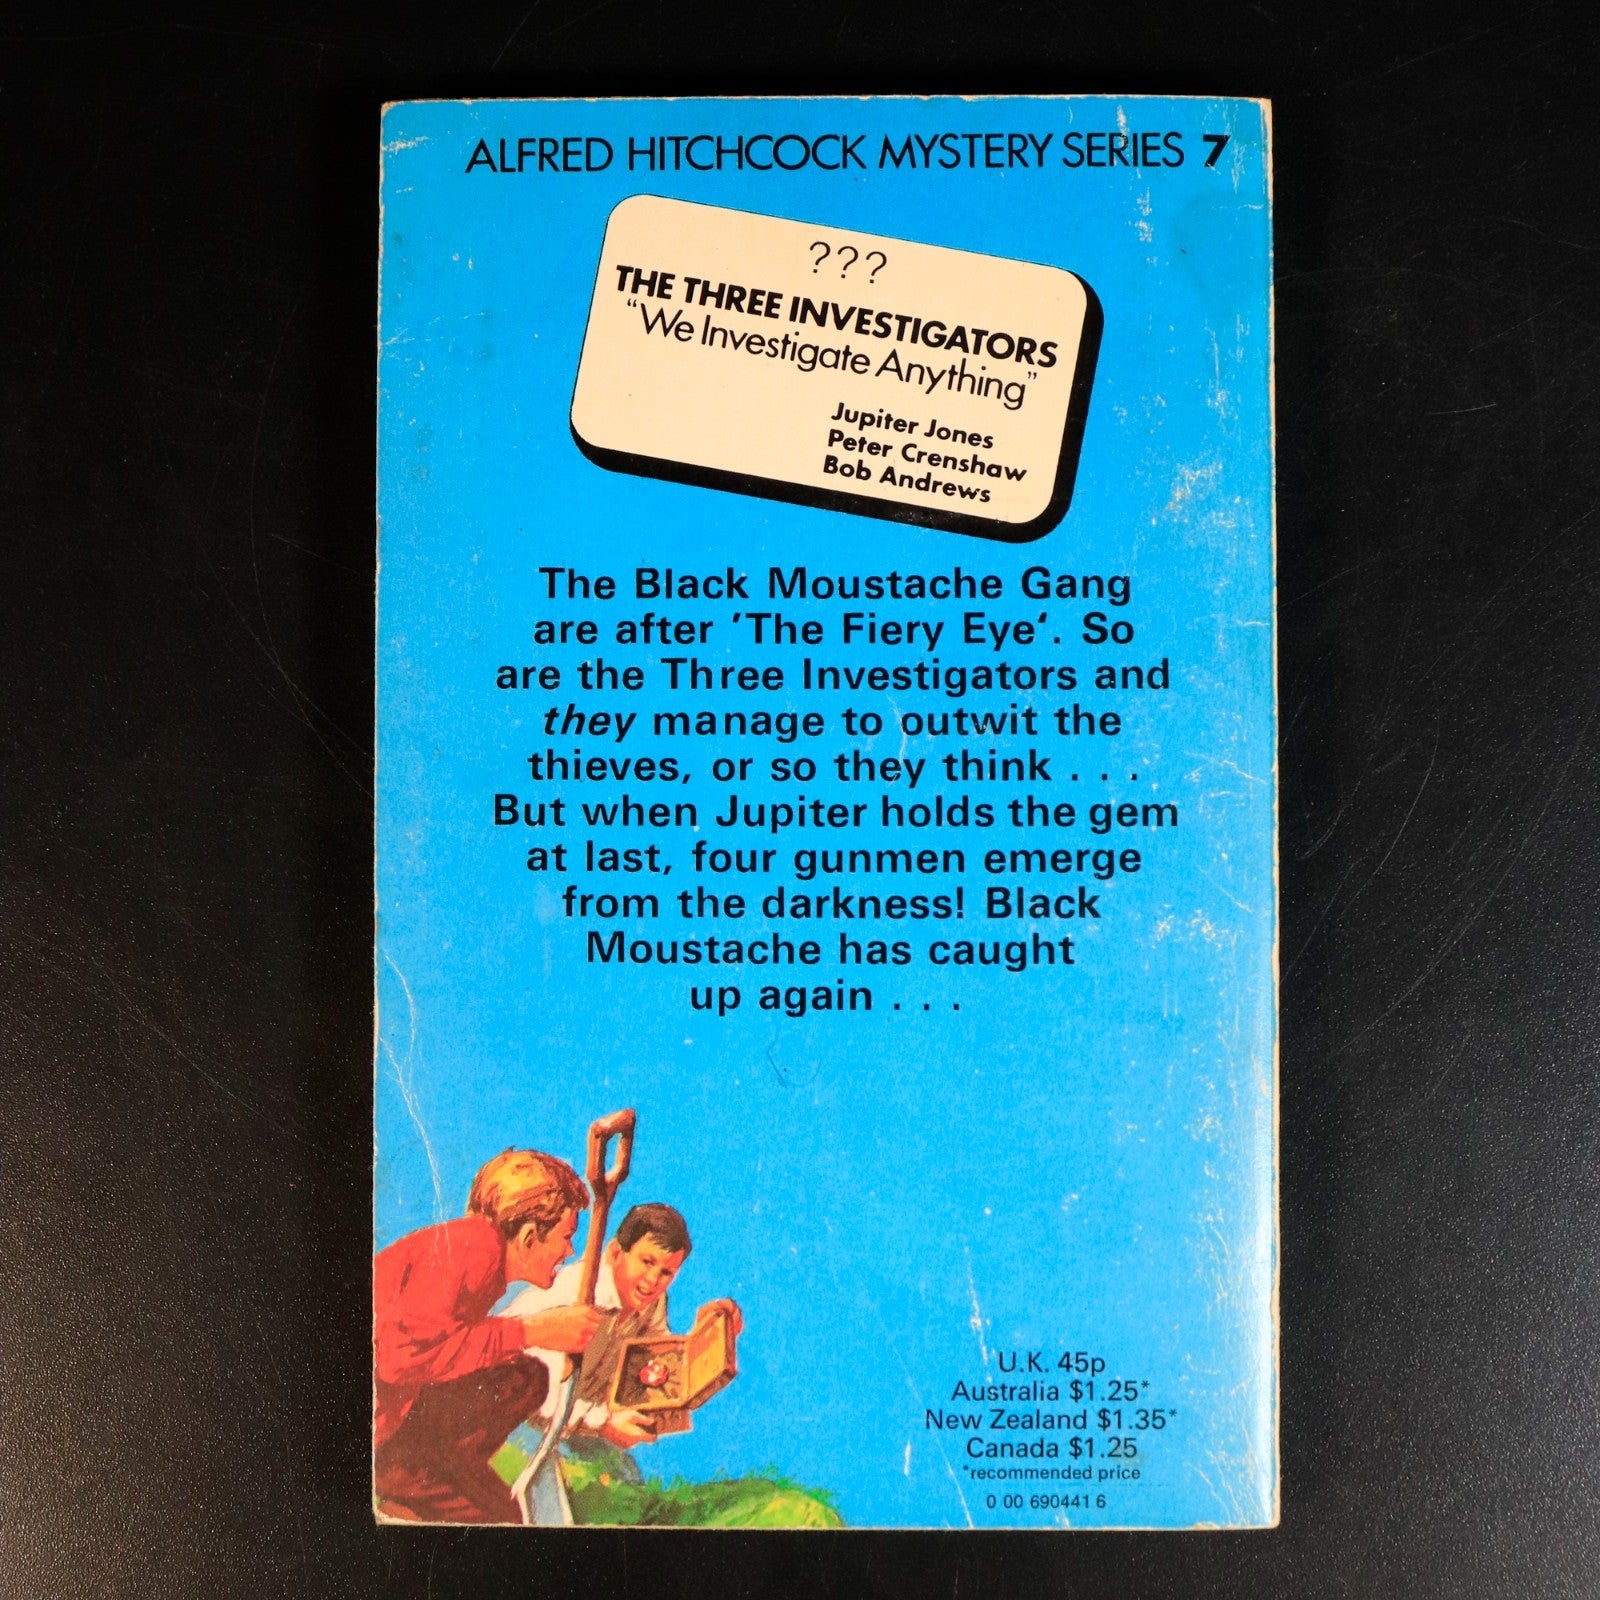 ALFRED HITCHCOCK MYSTERY SERIES 7
???
THE THREE INVESTIGATORS
“We Investigate Anything”
Jupiter Jones
Peter Crenshaw
Bob Andrews
The Black Moustache Gang
are after ’The Fiery Eye‘. So
are the Three Investigators and
they manage to outwit the
thieves, or so they think . . .
But when Jupiter holds the gem
at last, four gunmen emerge
from the darkness! Black
Moustache has caught
up again . . .
U.K. 45p
Australia $1.25*
New Zealand $1.35*
Canada $1.25
*recommended price
0 00 690441 6